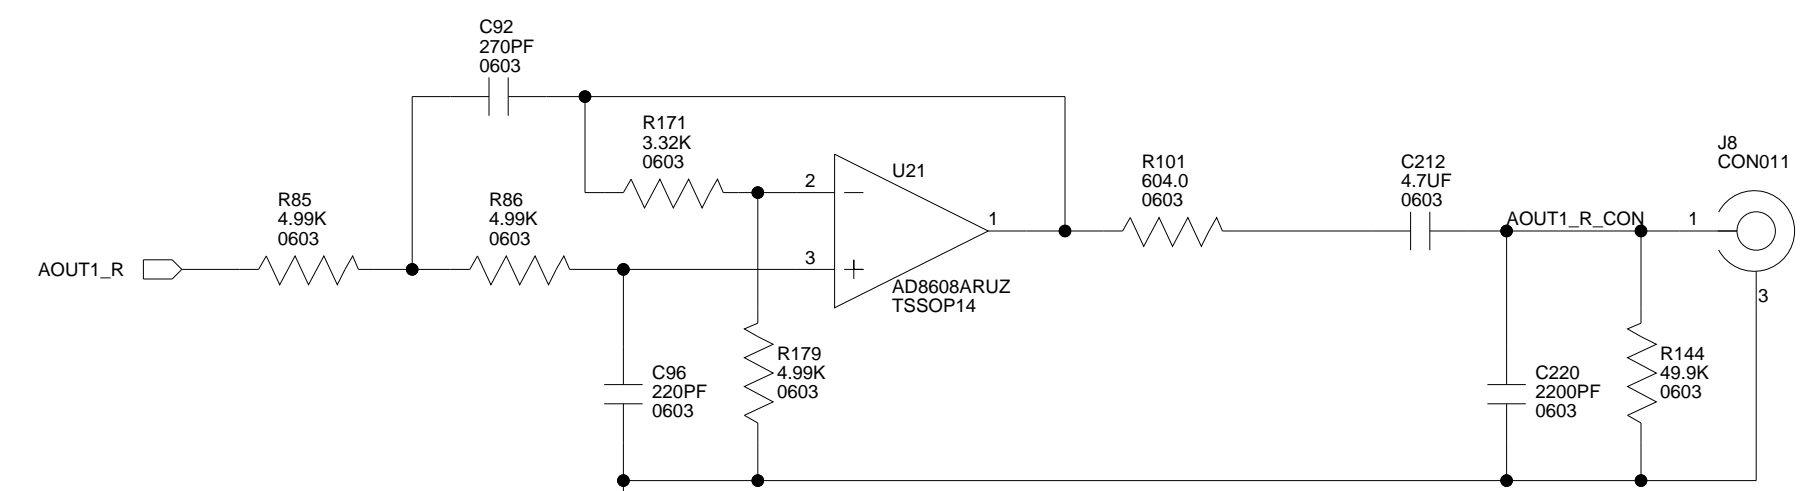 C92
270PF
0603
R171
3.32K
0603
J8
CON011
U21
R101
604.0
0603
C212
4.7UF
0603
R85
4.99K
0603
R86
4.99K
0603
2
1
AOUT1_R_CON
1
AOUT1_R
3
AD8608ARUZ
TSSOP14
3
C96
220PF
0603
R179
4.99K
0603
C220
2200PF
0603
R144
49.9K
0603